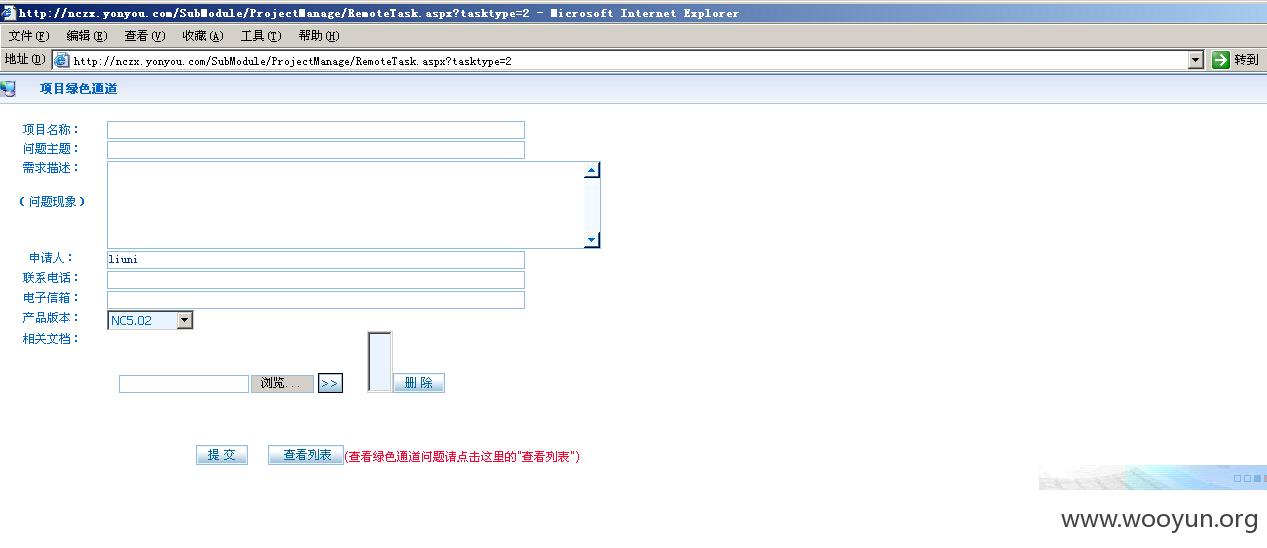 http://nczx.yonyou.com/SubModule/ProjectManage/RemoteTask.aspx?tasktype=2 - Microsoft Internet Explorer
文件(F) 编辑(E) 查看(V) 收藏(A) 工具(T) 帮助(H)
地址(D) http://nczx.yonyou.com/SubModule/ProjectManage/RemoteTask.aspx?tasktype=2 转到
项目绿色通道
项目名称：
问题主题：
需求描述：
(问题现象)
申请人： liuni
联系电话：
电子信箱：
产品版本： NC5.02
相关文档：
浏览... >> 删 除
提 交 查看列表 (查看绿色通道问题请点击这里的"查看列表")
www.wooyun.org